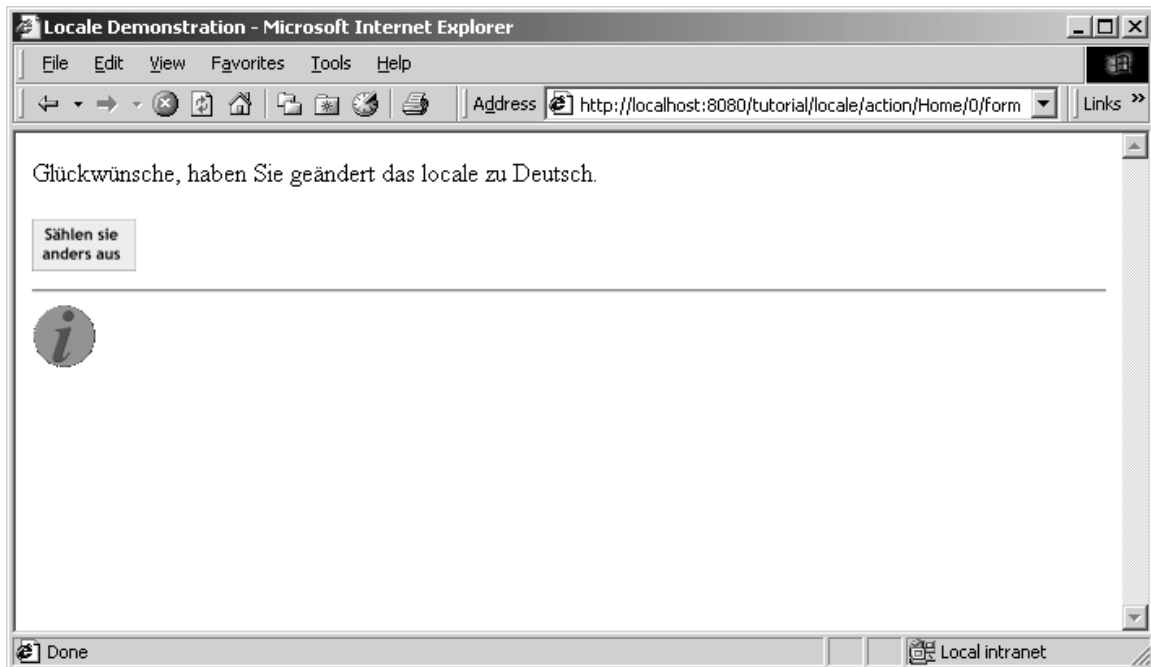 Locale Demonstration - Microsoft Internet Explorer
File Edit View Favorites Tools Help
Address http://localhost:8080/tutorial/locale/action/Home/0/form Links »
Glückwünsche, haben Sie geändert das locale zu Deutsch.
Sählen sie
anders aus
i
Done Local intranet